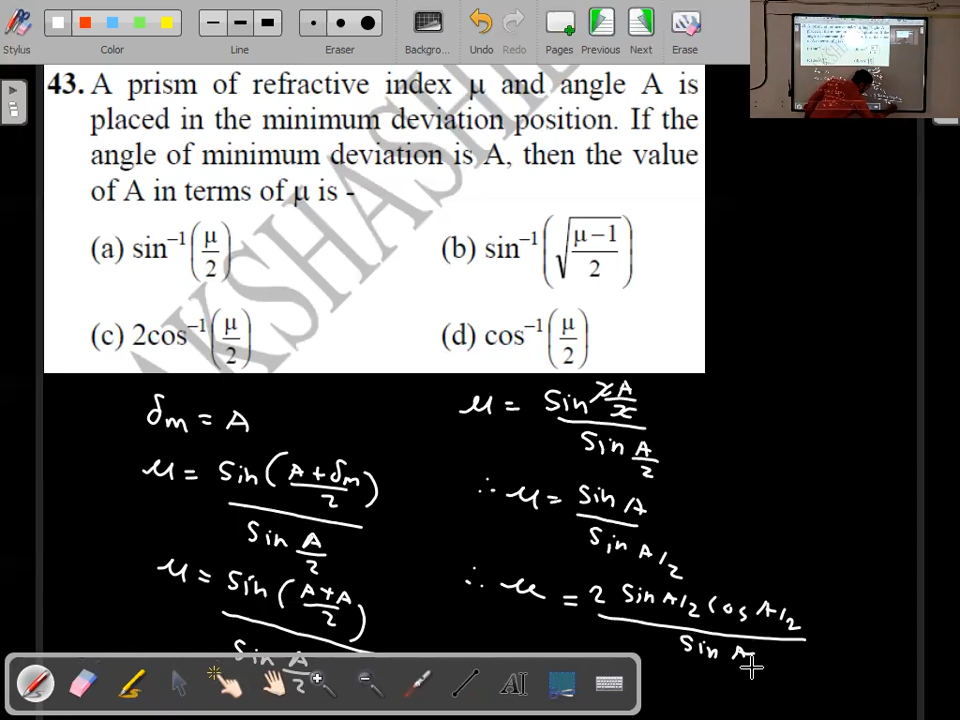 Stylus
Color
Line
Eraser
Backgro...
Undo
Redo
Pages
Previous
Next
Erase
43. A prism of refractive index μ and angle A is
placed in the minimum deviation position. If the
angle of minimum deviation is A, then the value
of A in terms of μ is -
(a) sin⁻¹(μ/2)
(b) sin⁻¹(√((μ−1)/2))
(c) 2cos⁻¹(μ/2)
(d) cos⁻¹(μ/2)
AKSHASHI
δm = A
μ = Sin((A+δm)/2) / Sin A/2
μ = Sin((A+A)/2) / Sin A/2
μ = Sin 2A/2 / Sin A/2
∴ μ = Sin A / Sin A/2
∴ μ = 2 Sin A/2 Cos A/2 / Sin A